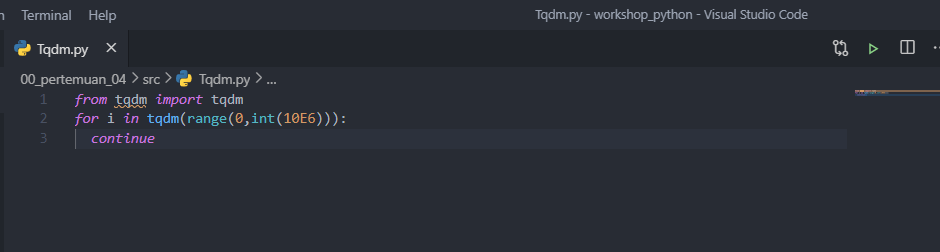 Terminal Help Tqdm.py - workshop_python - Visual Studio Code
Tqdm.py
00_pertemuan_04 > src > Tqdm.py > ...
1 from tqdm import tqdm
2 for i in tqdm(range(0,int(10E6))):
3 continue